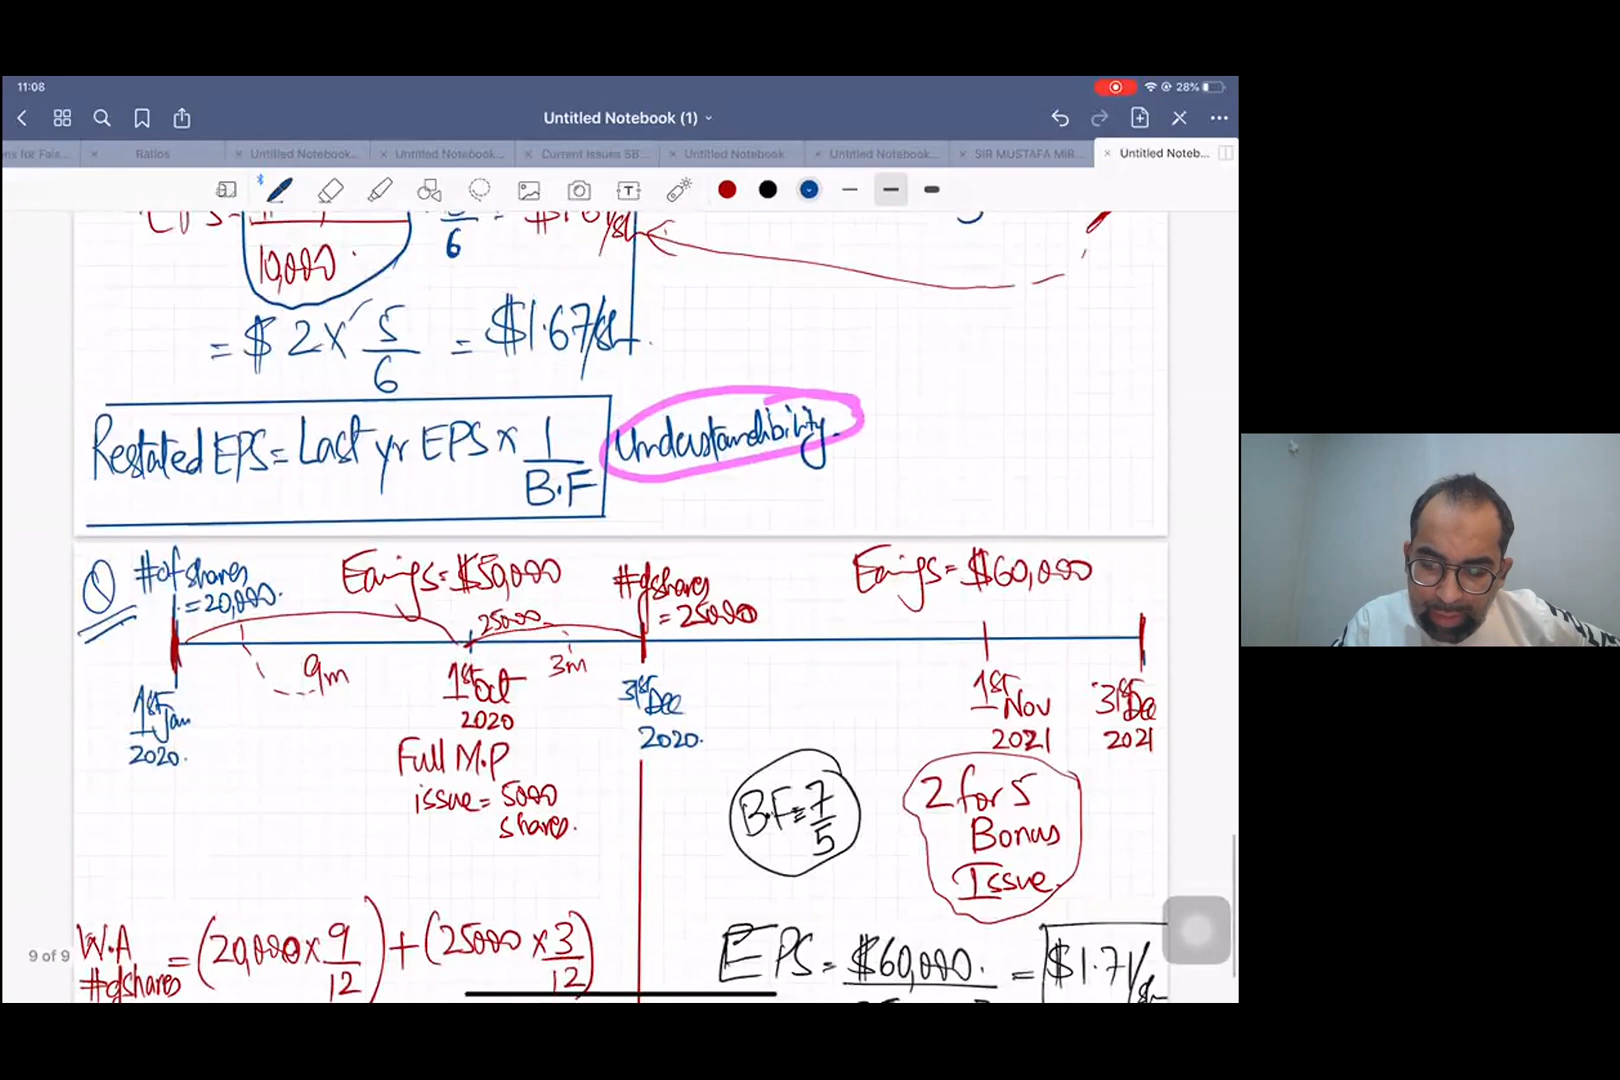 11:08
28%
Untitled Notebook (1)
ns for Fais...
Ratios
Untitled Notebook...
Untitled Notebook...
Current Issues SB...
Untitled Notebook
Untitled Notebook...
SIR MUSTAFA MIR...
Untitled Noteb...
10,000
6
= $ 2 x 5/6 = $1.67/sh
Restated EPS = Last yr EPS x 1/B.F
Understandibility.
Q
# of shares = 20,000.
Earnings = $50,000
# of shares = 25000
Earnings = $60,000
25000
9m
3m
1st Jan 2020.
1st Oct 2020
31st Dec 2020.
1st Nov 2021
31st Dec 2021
Full M.P
issue = 5000
shares.
B.F = 7/5
2 for 5
Bonus
Issue.
W.A # of shares = (20,000 x 9/12) + (25000 x 3/12)
EPS = $60,000. = $1.71/sh
9 of 9